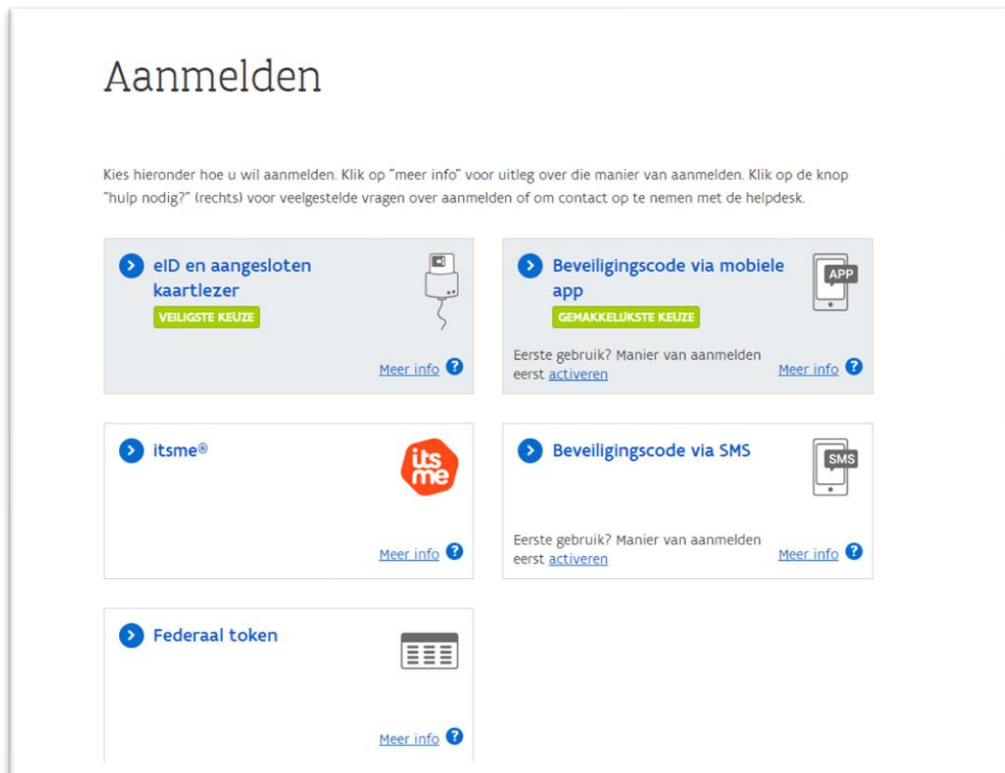 Aanmelden
Kies hieronder hoe u wil aanmelden. Klik op "meer info" voor uitleg over die manier van aanmelden. Klik op de knop
"hulp nodig?" (rechts) voor veelgestelde vragen over aanmelden of om contact op te nemen met de helpdesk.
eID en aangesloten
kaartlezer
VEILIGSTE KEUZE
Meer info ?
Beveiligingscode via mobiele
app
APP
GEMAKKELIJKSTE KEUZE
Eerste gebruik? Manier van aanmelden
eerst activeren
Meer info ?
itsme®
its
me
Meer info ?
Beveiligingscode via SMS
SMS
Eerste gebruik? Manier van aanmelden
eerst activeren
Meer info ?
Federaal token
Meer info ?